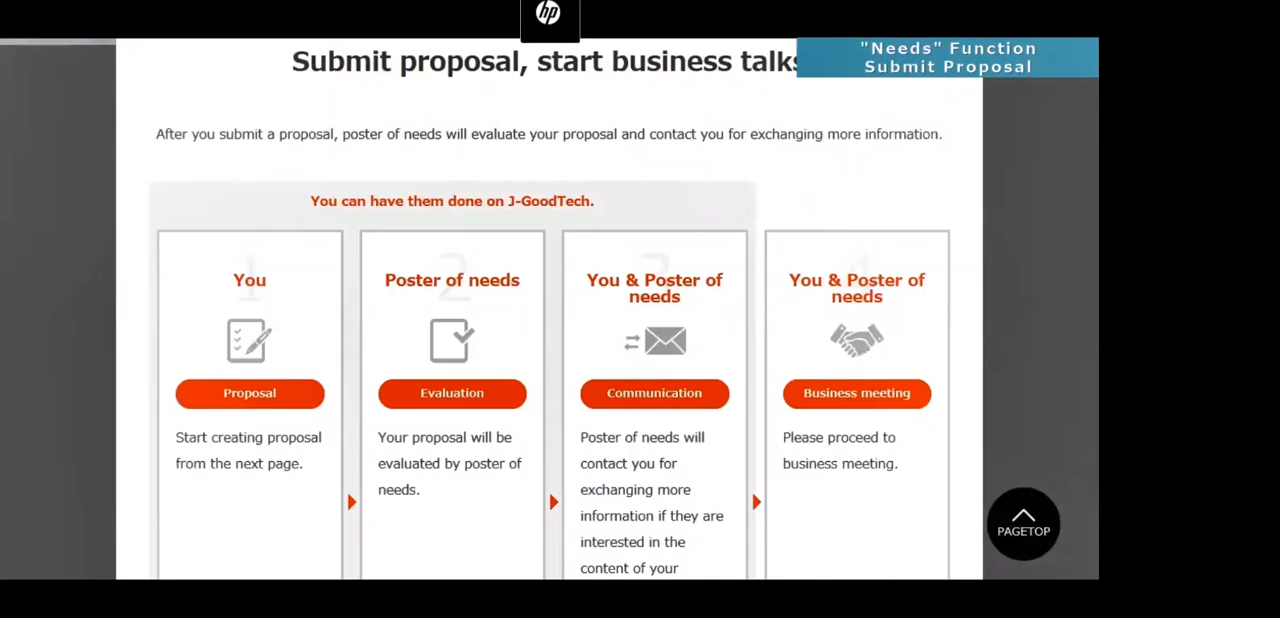 hp
Submit proposal, start business talks
"Needs" Function
Submit Proposal
After you submit a proposal, poster of needs will evaluate your proposal and contact you for exchanging more information.
You can have them done on J-GoodTech.
1
You
Proposal
Start creating proposal
from the next page.
2
Poster of needs
Evaluation
Your proposal will be
evaluated by poster of
needs.
3
You & Poster of
needs
Communication
Poster of needs will
contact you for
exchanging more
information if they are
interested in the
content of your
4
You & Poster of
needs
Business meeting
Please proceed to
business meeting.
PAGETOP